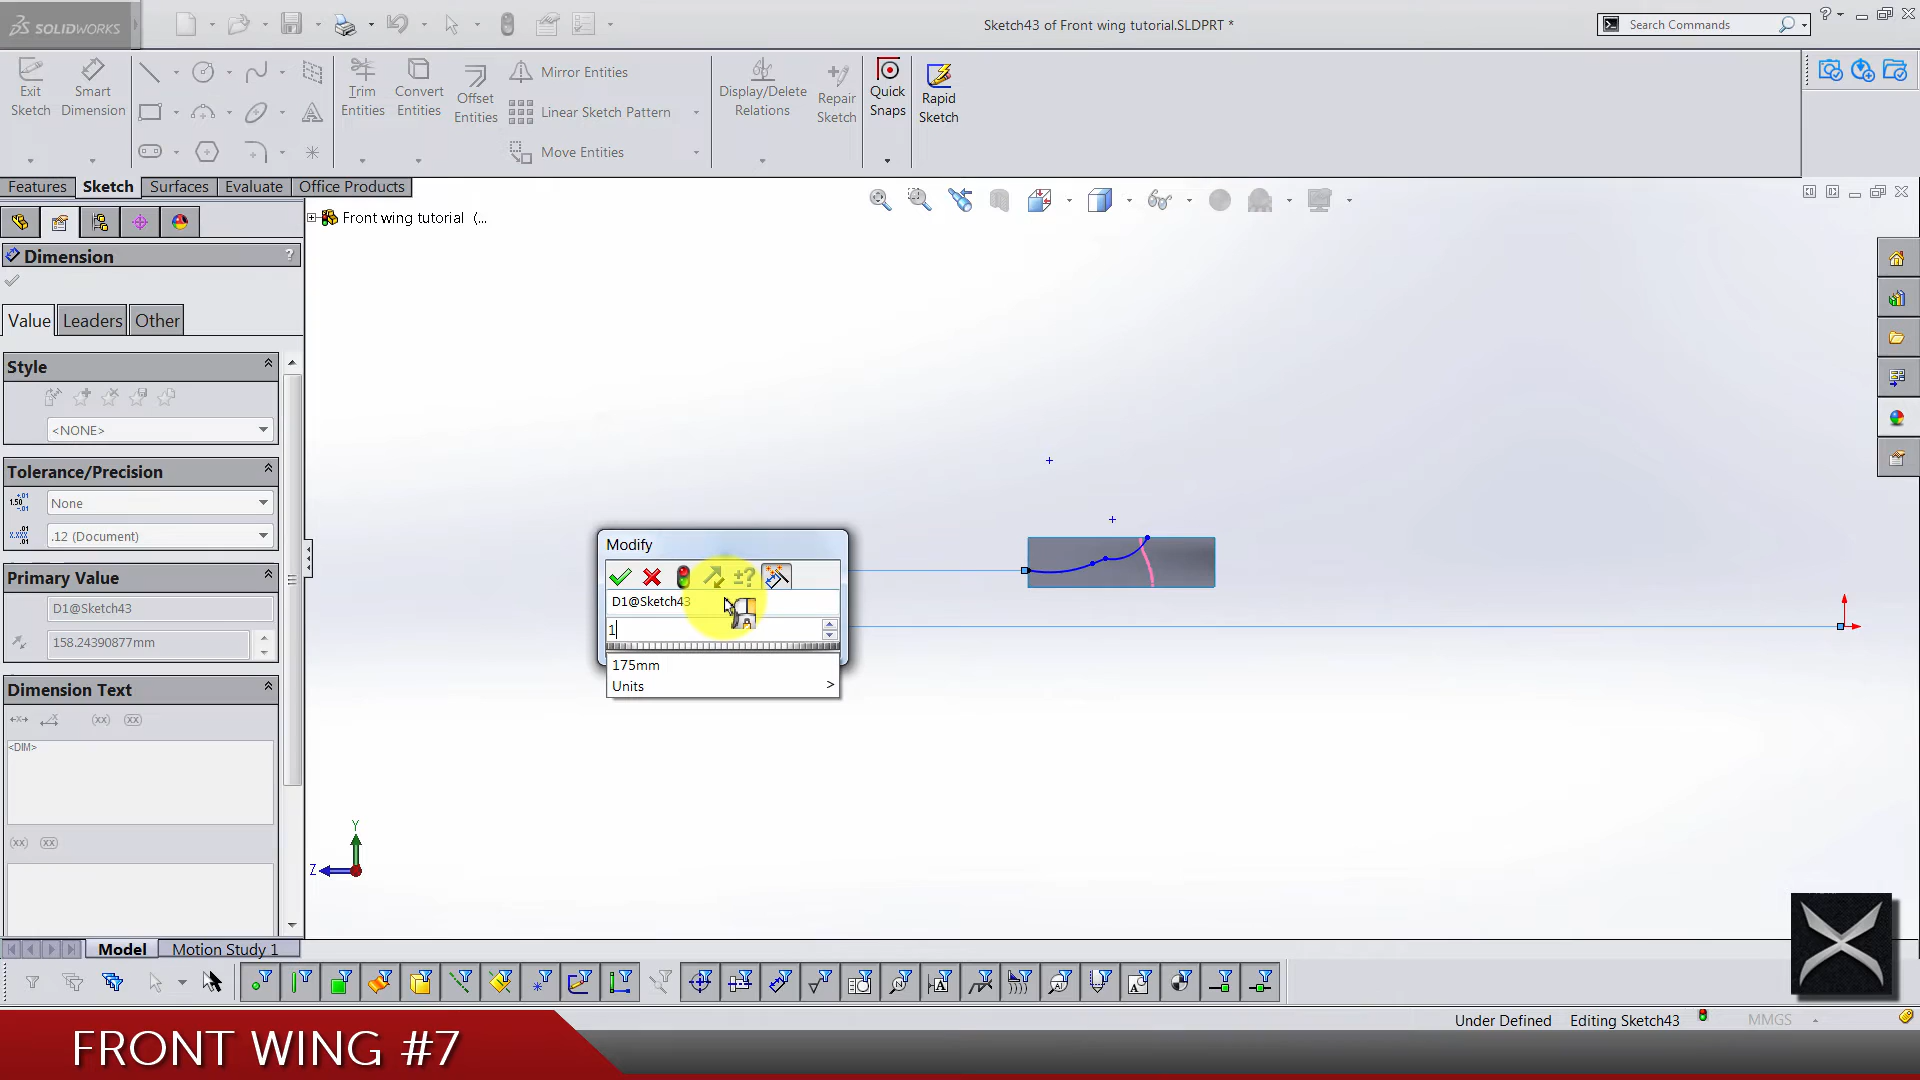 SOLIDWORKS
Sketch43 of Front wing tutorial.SLDPRT *
Search Commands
Exit Sketch
Smart Dimension
Trim Entities
Convert Entities
Offset Entities
Mirror Entities
Linear Sketch Pattern
Move Entities
Display/Delete Relations
Repair Sketch
Quick Snaps
Rapid Sketch
Features
Sketch
Surfaces
Evaluate
Office Products
Front wing tutorial (...
Dimension
?
Value
Leaders
Other
Style
<NONE>
Tolerance/Precision
None
.12 (Document)
Primary Value
D1@Sketch43
158.24390877mm
Dimension Text
<DIM>
Modify
D1@Sketch43
1
175mm
Units >
Y
Z
Model
Motion Study 1
Under Defined
Editing Sketch43
MMGS
FRONT WING #7